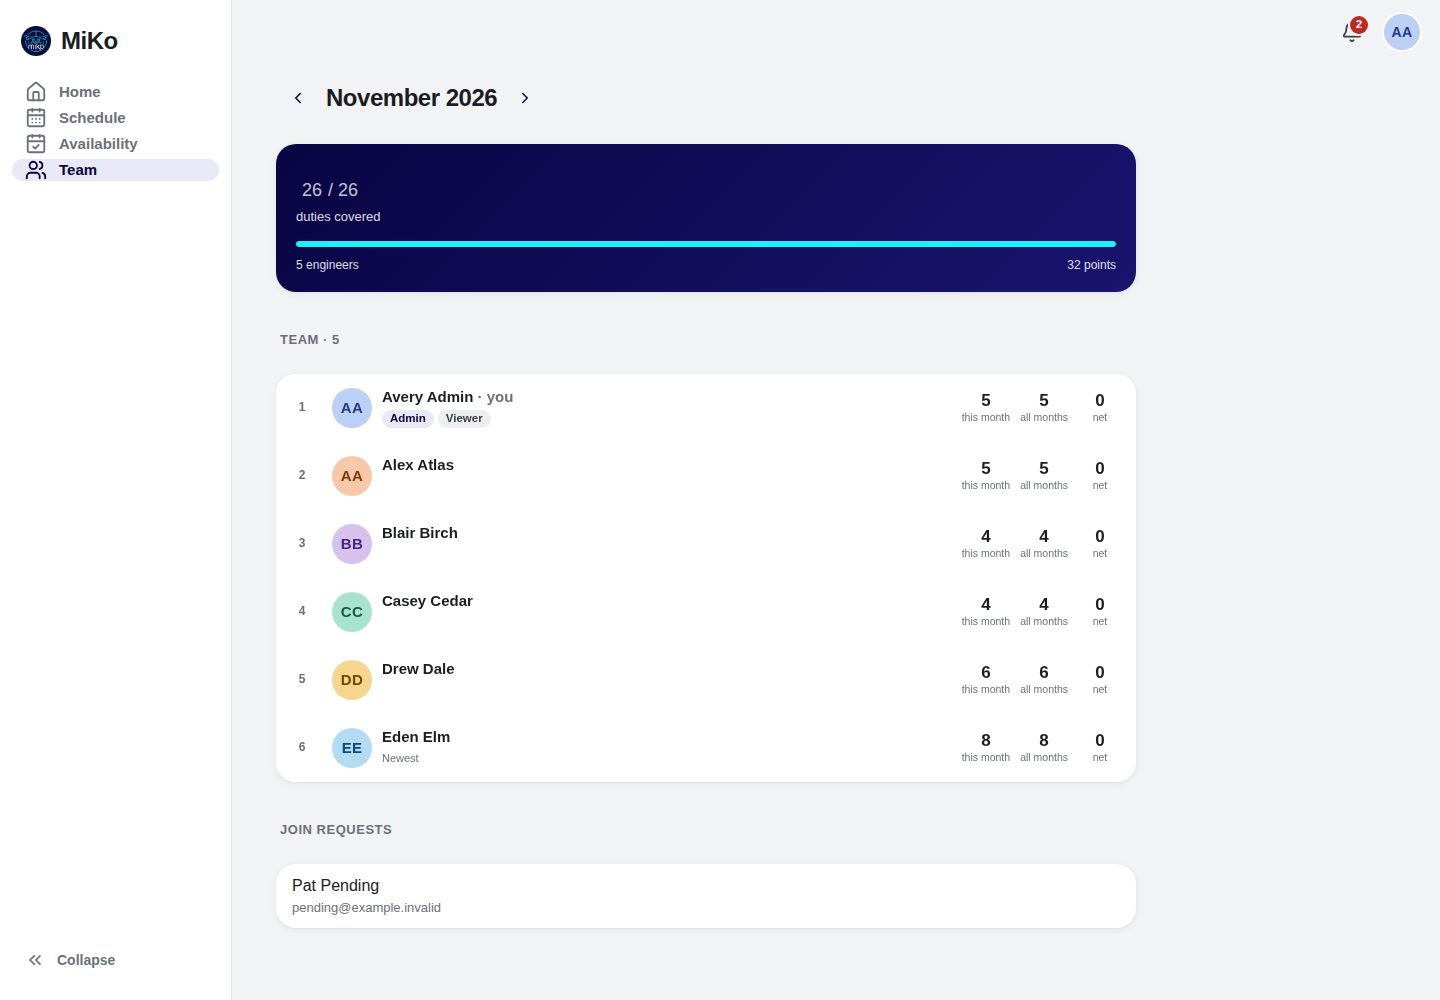 MiKo
Home
Schedule
Availability
Team
Collapse
2
AA
November 2026
26 / 26
duties covered
5 engineers
32 points
TEAM · 5
1
AA
Avery Admin · you
Admin
Viewer
5
this month
5
all months
0
net
2
AA
Alex Atlas
5
this month
5
all months
0
net
3
BB
Blair Birch
4
this month
4
all months
0
net
4
CC
Casey Cedar
4
this month
4
all months
0
net
5
DD
Drew Dale
6
this month
6
all months
0
net
6
EE
Eden Elm
Newest
8
this month
8
all months
0
net
JOIN REQUESTS
Pat Pending
pending@example.invalid